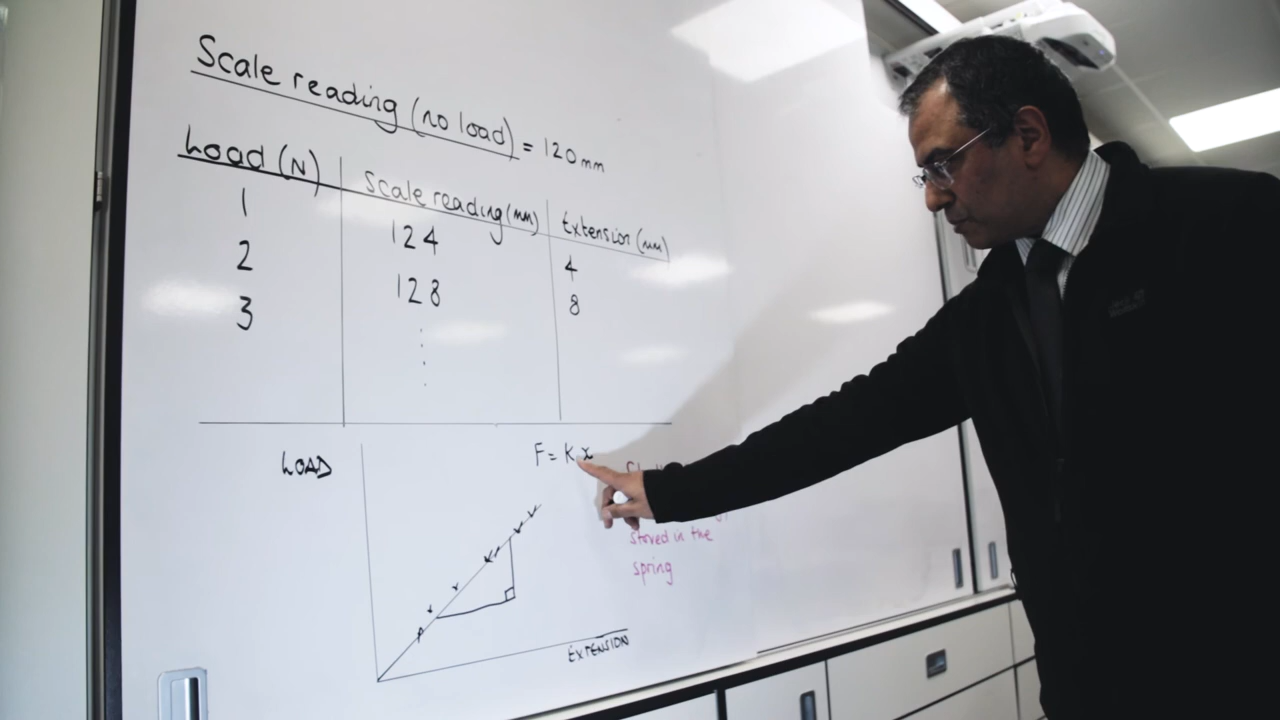 Scale reading (no load) = 120 mm
Load (N) Scale reading (mm) Extension (mm)
1 124 4
2 128 8
3
LOAD
F = K x
stored in the
spring
EXTENSION